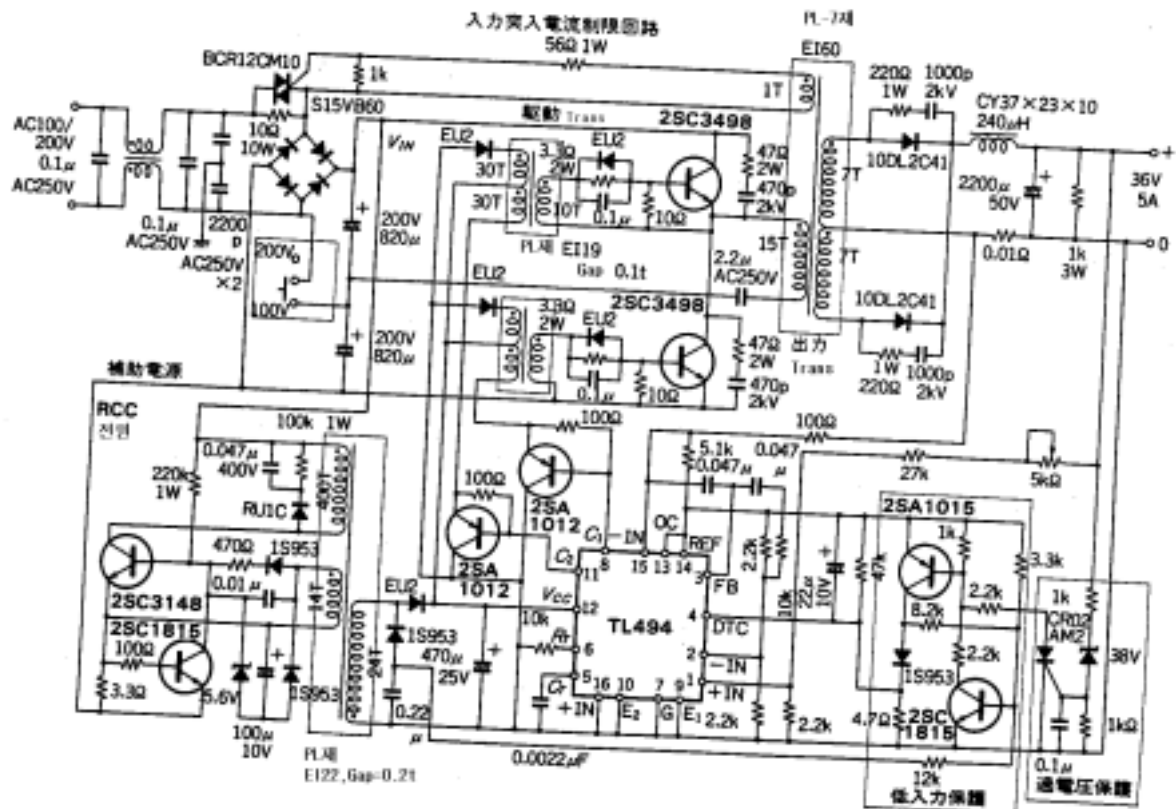 入力突入電流制限回路
56Ω 1W
PL-7재
EI60
BCR12CM10
1k
1T
220Ω
1W
1000p
2kV
CY37×23×10
240μH
S15VB60
AC100/
200V
0.1μ
AC250V
10Ω
10W
VIN
駆動 Trans
2SC3498
EU2
30T
30T
3.3Ω
2W
EU2
10T
0.1μ
10Ω
47Ω
2W
470p
2kV
7T
7T
15T
10DL2C41
2200μ
50V
+
36V
5A
0
0.01Ω
1k
3W
0.1μ
AC250V
2200
P
AC250V
×2
200V
100V
+
200V
820μ
+
200V
820μ
PL재 EI19
Gap 0.1t
2.2μ
AC250V
EU2
3.3Ω
2W
EU2
0.1μ
10Ω
2SC3498
47Ω
2W
470p
2kV
出力
Trans
10DL2C41
1W
220Ω
1000p
2kV
補助電源
RCC
전원
100k 1W
0.047μ
400V
220k
1W
RU1C
400T
470Ω
1S953
0.01μ
2SC3148
2SC1815
14T
100Ω
3.3Ω
5.6V
+
1S953
100μ
10V
PL재
EI22,Gap=0.2t
24T
EU2
1S953
470μ
25V
+
0.22
μ
100Ω
100Ω
2SA
1012
2SA
1012
100Ω
5.1k
0.047μ
0.047
μ
27k
5kΩ
C2
C1
-IN
OC
REF
11
8
15
13
14
VCC
12
TL494
3
FB
4
DTC
10k
RT
6
2
-IN
5
CT
1
+IN
+IN
16
10
E2
7
G
9
E1
2.2k
2.2k
0.0022μF
2.2k
10k
22μ
10V
+
47k
2SA1015
1k
8.2k
2.2k
2.2k
1S953
4.7Ω
2SC
1815
3.3k
1k
CR02
AM2
38V
1kΩ
0.1μ
12k
低入力保護
過電圧保護